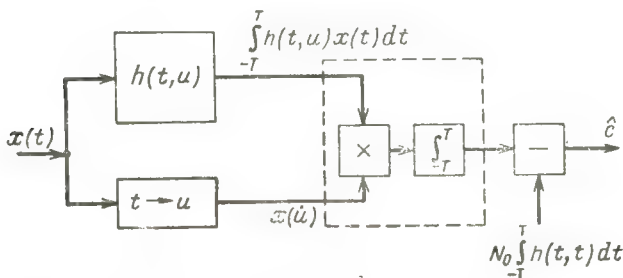 T
∫h(t,u)x(t)dt
-T
h(t,u)
x(t)
×
T
∫
-T
−
ĉ
t→u
x(u)
T
N₀∫h(t,t)dt
-T